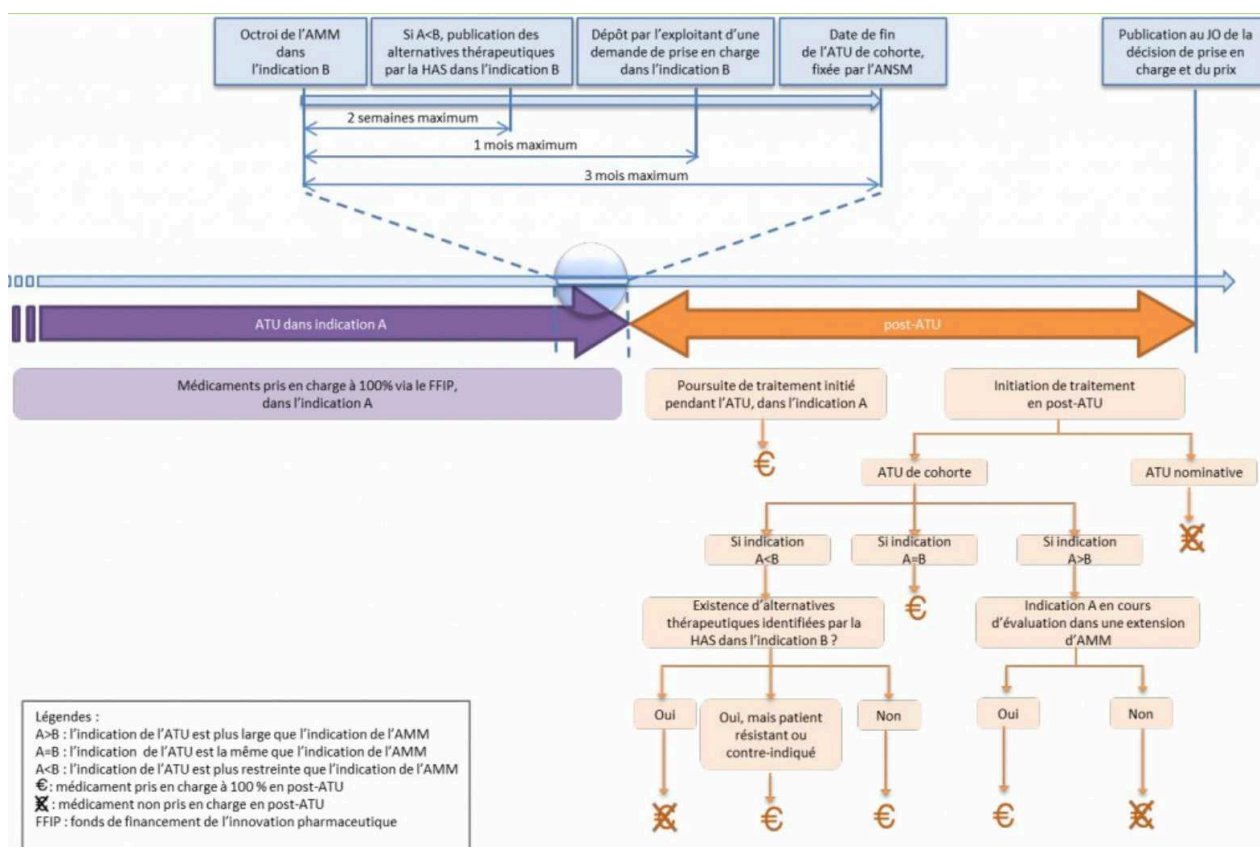 Octroi de l'AMM
dans
l'indication B
Si A<B, publication des
alternatives thérapeutiques
par la HAS dans l'indication B
Dépôt par l'exploitant d'une
demande de prise en charge
dans l'indication B
Date de fin
de l'ATU de cohorte,
fixée par l'ANSM
Publication au JO de la
décision de prise en
charge et du prix
2 semaines maximum
1 mois maximum
3 mois maximum
ATU dans indication A
post-ATU
Médicaments pris en charge à 100% via le FFIP,
dans l'indication A
Poursuite de traitement initié
pendant l'ATU, dans l'indication A
Initiation de traitement
en post-ATU
€
ATU de cohorte
ATU nominative
€
Si indication
A<B
Si indication
A=B
Si indication
A>B
€
Existence d'alternatives
thérapeutiques identifiées par la
HAS dans l'indication B ?
Indication A en cours
d'évaluation dans une extension
d'AMM
Oui
Oui, mais patient
résistant ou
contre-indiqué
Non
Oui
Non
€
€
€
€
€
Légendes :
A>B : l'indication de l'ATU est plus large que l'indication de l'AMM
A=B : l'indication de l'ATU est la même que l'indication de l'AMM
A<B : l'indication de l'ATU est plus restreinte que l'indication de l'AMM
€: médicament pris en charge à 100 % en post-ATU
€: médicament non pris en charge en post-ATU
FFIP : fonds de financement de l'innovation pharmaceutique